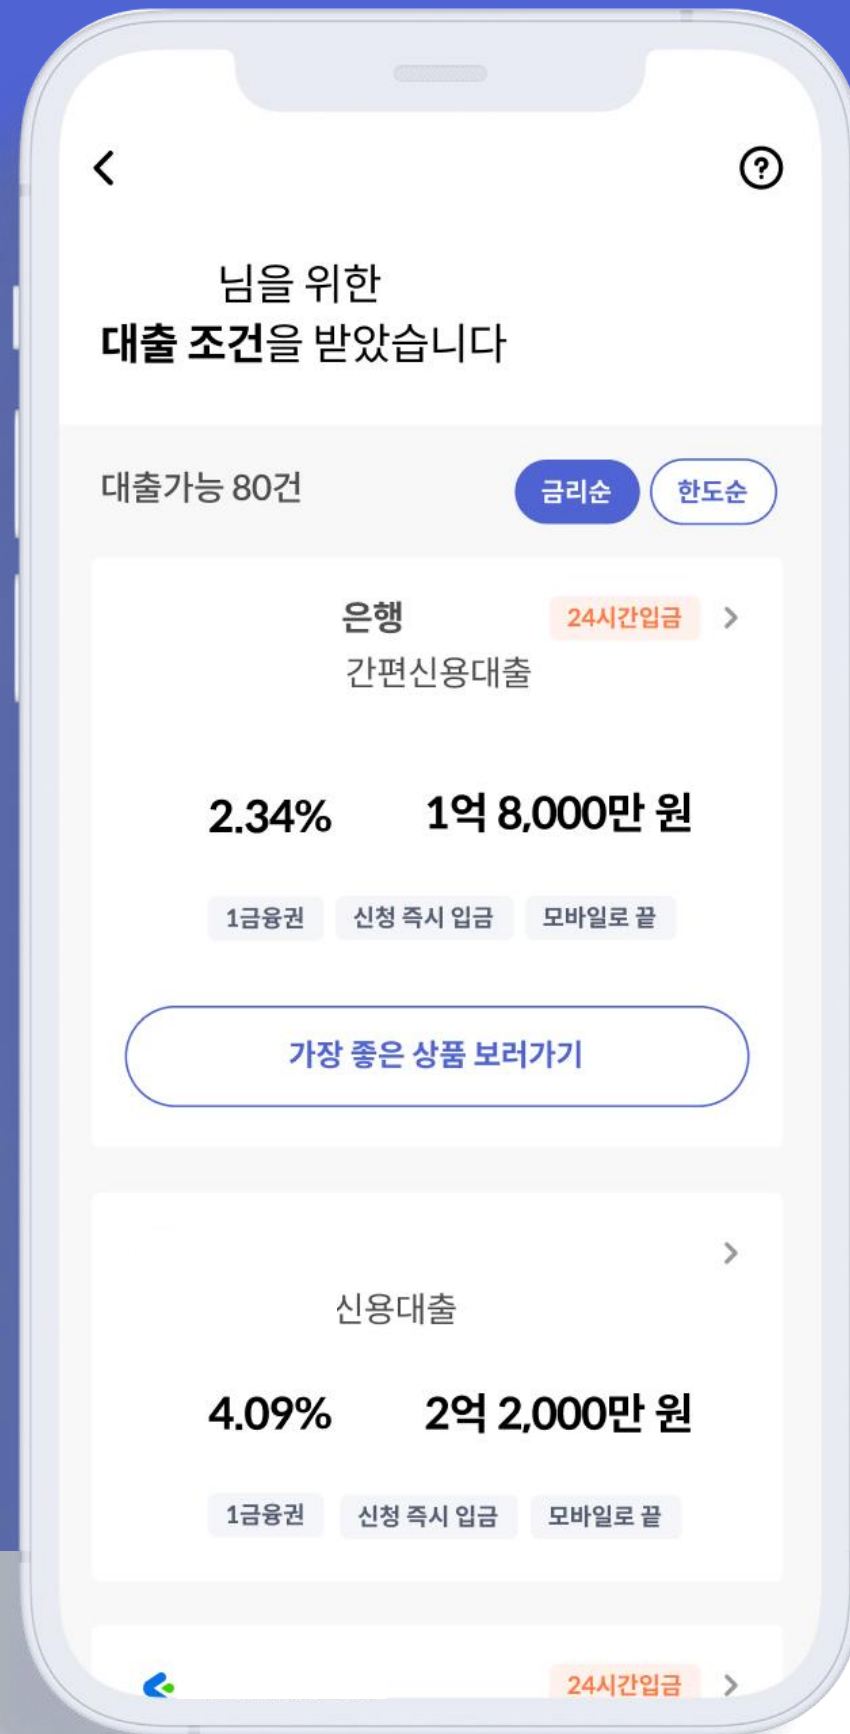 님을 위한
대출 조건을 받았습니다
대출가능 80건
금리순 한도순
은행 24시간입금
간편신용대출
2.34% 1억 8,000만 원
1금융권 신청 즉시 입금 모바일로 끝
가장 좋은 상품 보러가기
신용대출
4.09% 2억 2,000만 원
1금융권 신청 즉시 입금 모바일로 끝
24시간입금